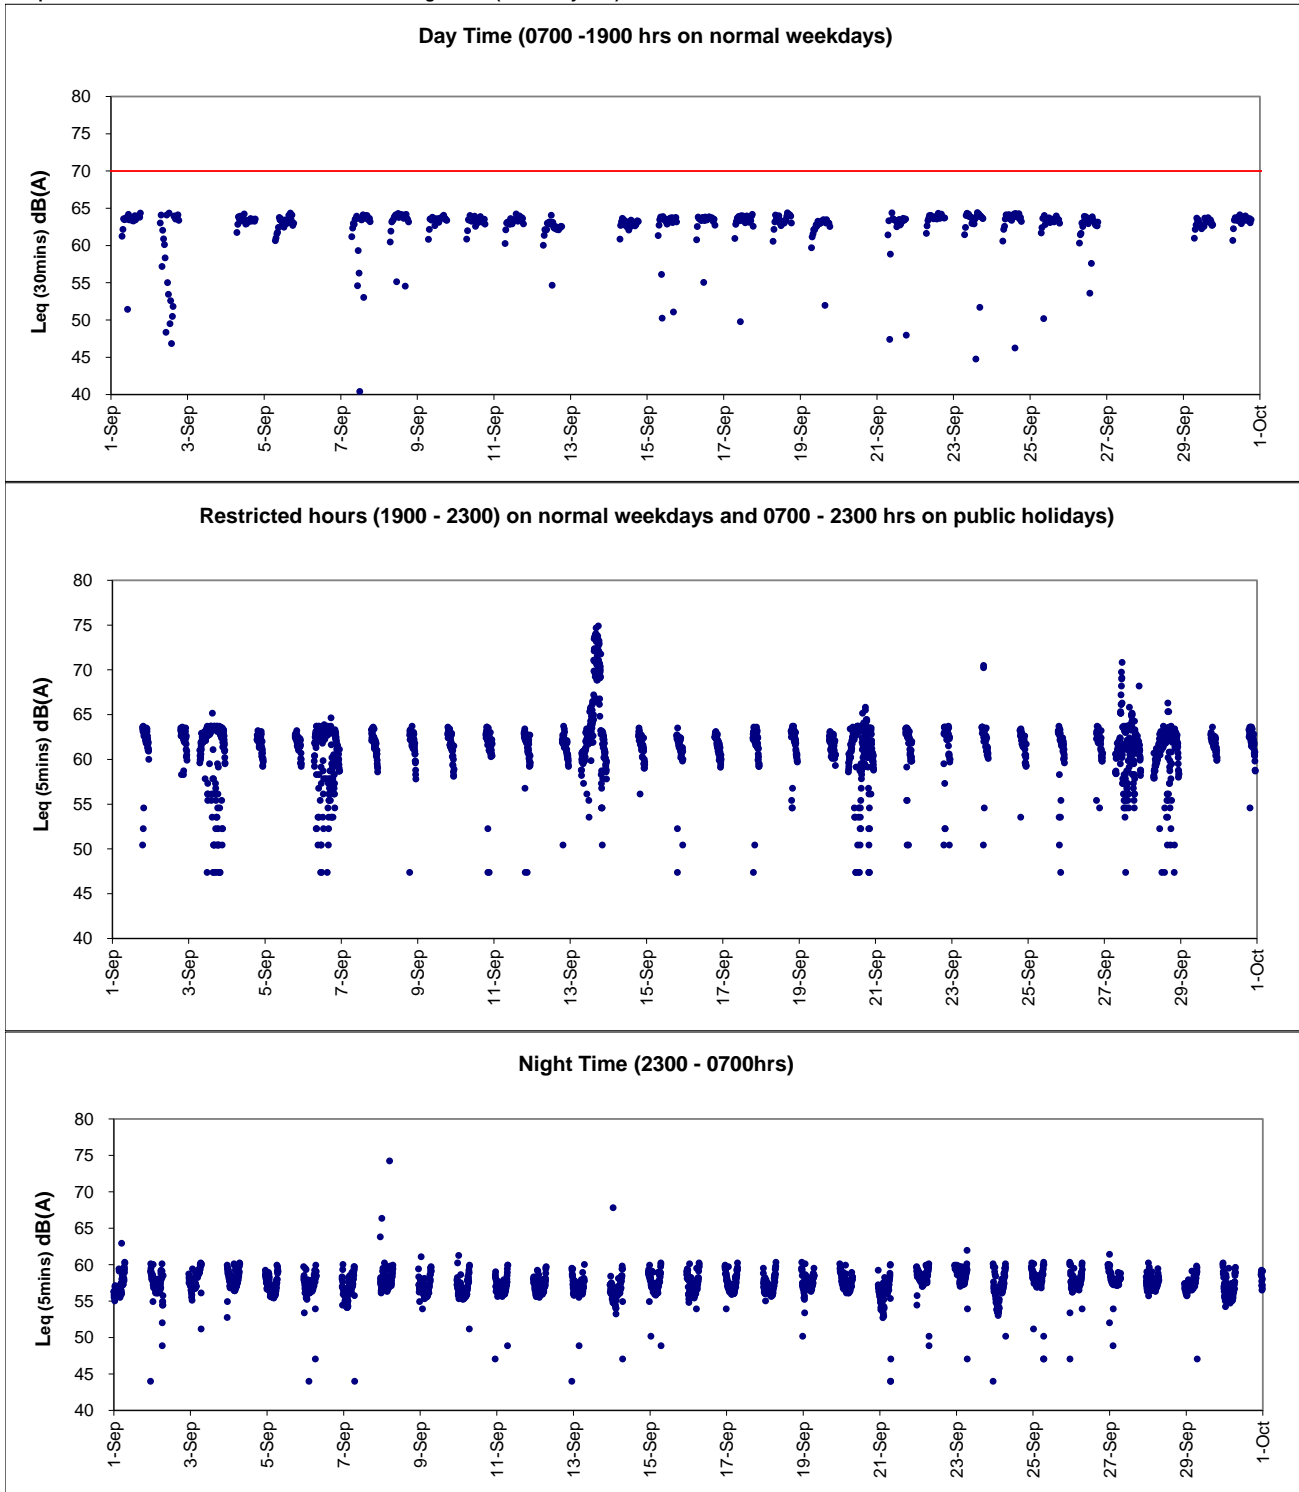 Day Time (0700 -1900 hrs on normal weekdays)
Leq (30mins) dB(A)
80
75
70
65
60
55
50
45
40
1-Sep
3-Sep
5-Sep
7-Sep
9-Sep
11-Sep
13-Sep
15-Sep
17-Sep
19-Sep
21-Sep
23-Sep
25-Sep
27-Sep
29-Sep
1-Oct
Restricted hours (1900 - 2300) on normal weekdays and 0700 - 2300 hrs on public holidays)
Leq (5mins) dB(A)
80
75
70
65
60
55
50
45
40
1-Sep
3-Sep
5-Sep
7-Sep
9-Sep
11-Sep
13-Sep
15-Sep
17-Sep
19-Sep
21-Sep
23-Sep
25-Sep
27-Sep
29-Sep
1-Oct
Night Time (2300 - 0700hrs)
Leq (5mins) dB(A)
80
75
70
65
60
55
50
45
40
1-Sep
3-Sep
5-Sep
7-Sep
9-Sep
11-Sep
13-Sep
15-Sep
17-Sep
19-Sep
21-Sep
23-Sep
25-Sep
27-Sep
29-Sep
1-Oct